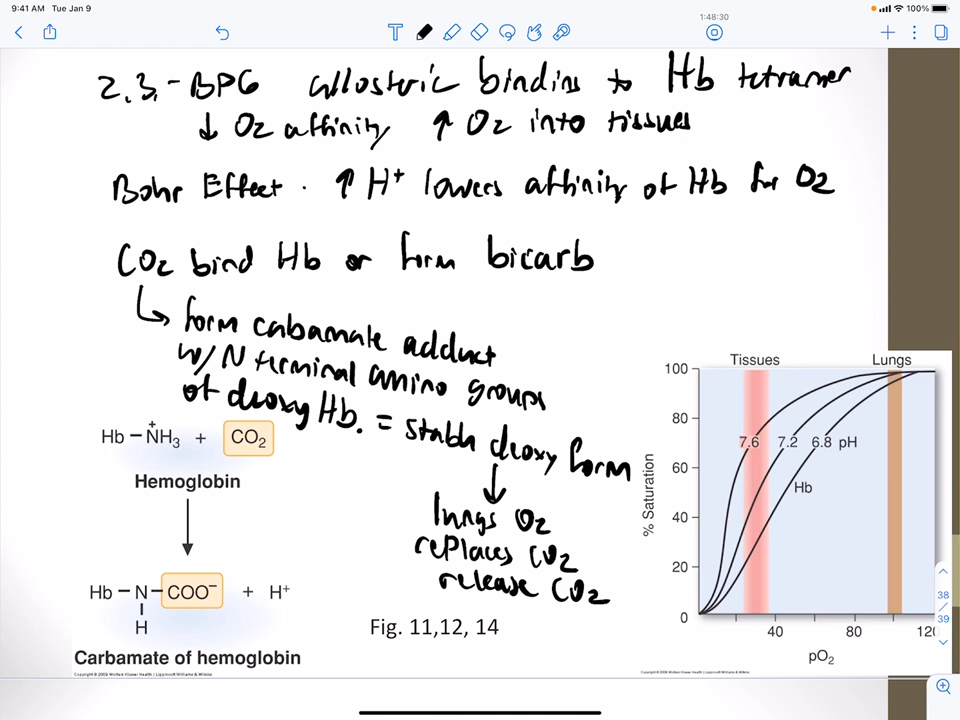 9:41 AM Tue Jan 9
1:48:30
100%
2,3,-BPG allosteric binding to Hb tetramer
↓ O2 affinity ↑ O2 into tissues
Bohr Effect · ↑ H+ lowers affinity of Hb for O2
CO2 bind Hb or form bicarb
↳ form carbamate adduct
w/ N terminal amino groups
of deoxy Hb. = stable deoxy form
↓
lungs O2
replaces CO2
release CO2
Hb – N+H3 + CO2
Hemoglobin
Hb – N – COO– + H+
H
Carbamate of hemoglobin
Fig. 11,12, 14
Tissues Lungs
100
80
60
40
20
0
% Saturation
7.6 7.2 6.8 pH
Hb
40 80 120
pO2
38
/
39